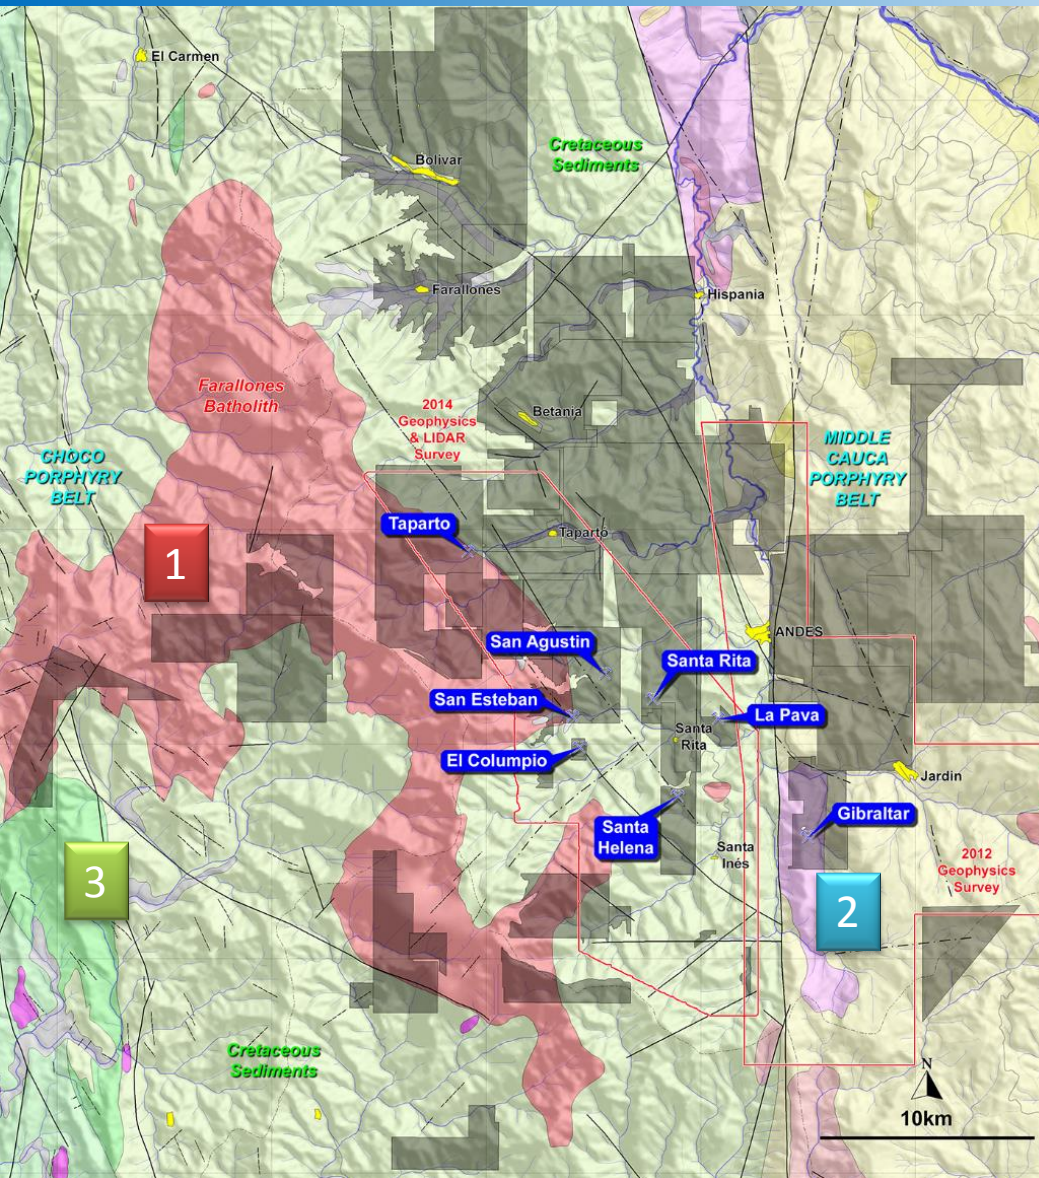 El Carmen
Bolivar
Cretaceous
Sediments
Farallones
Hispania
Farallones
Batholith
2014
Geophysics
& LIDAR
Survey
Betania
CHOCO
PORPHYRY
BELT
MIDDLE
CAUCA
PORPHYRY
BELT
Taparto
Taparto
1
San Agustin
ANDES
Santa Rita
San Esteban
La Pava
Santa
Rita
El Columpio
Jardin
Gibraltar
Santa
Helena
Santa
Inés
2012
Geophysics
Survey
3
2
Cretaceous
Sediments
N
10km